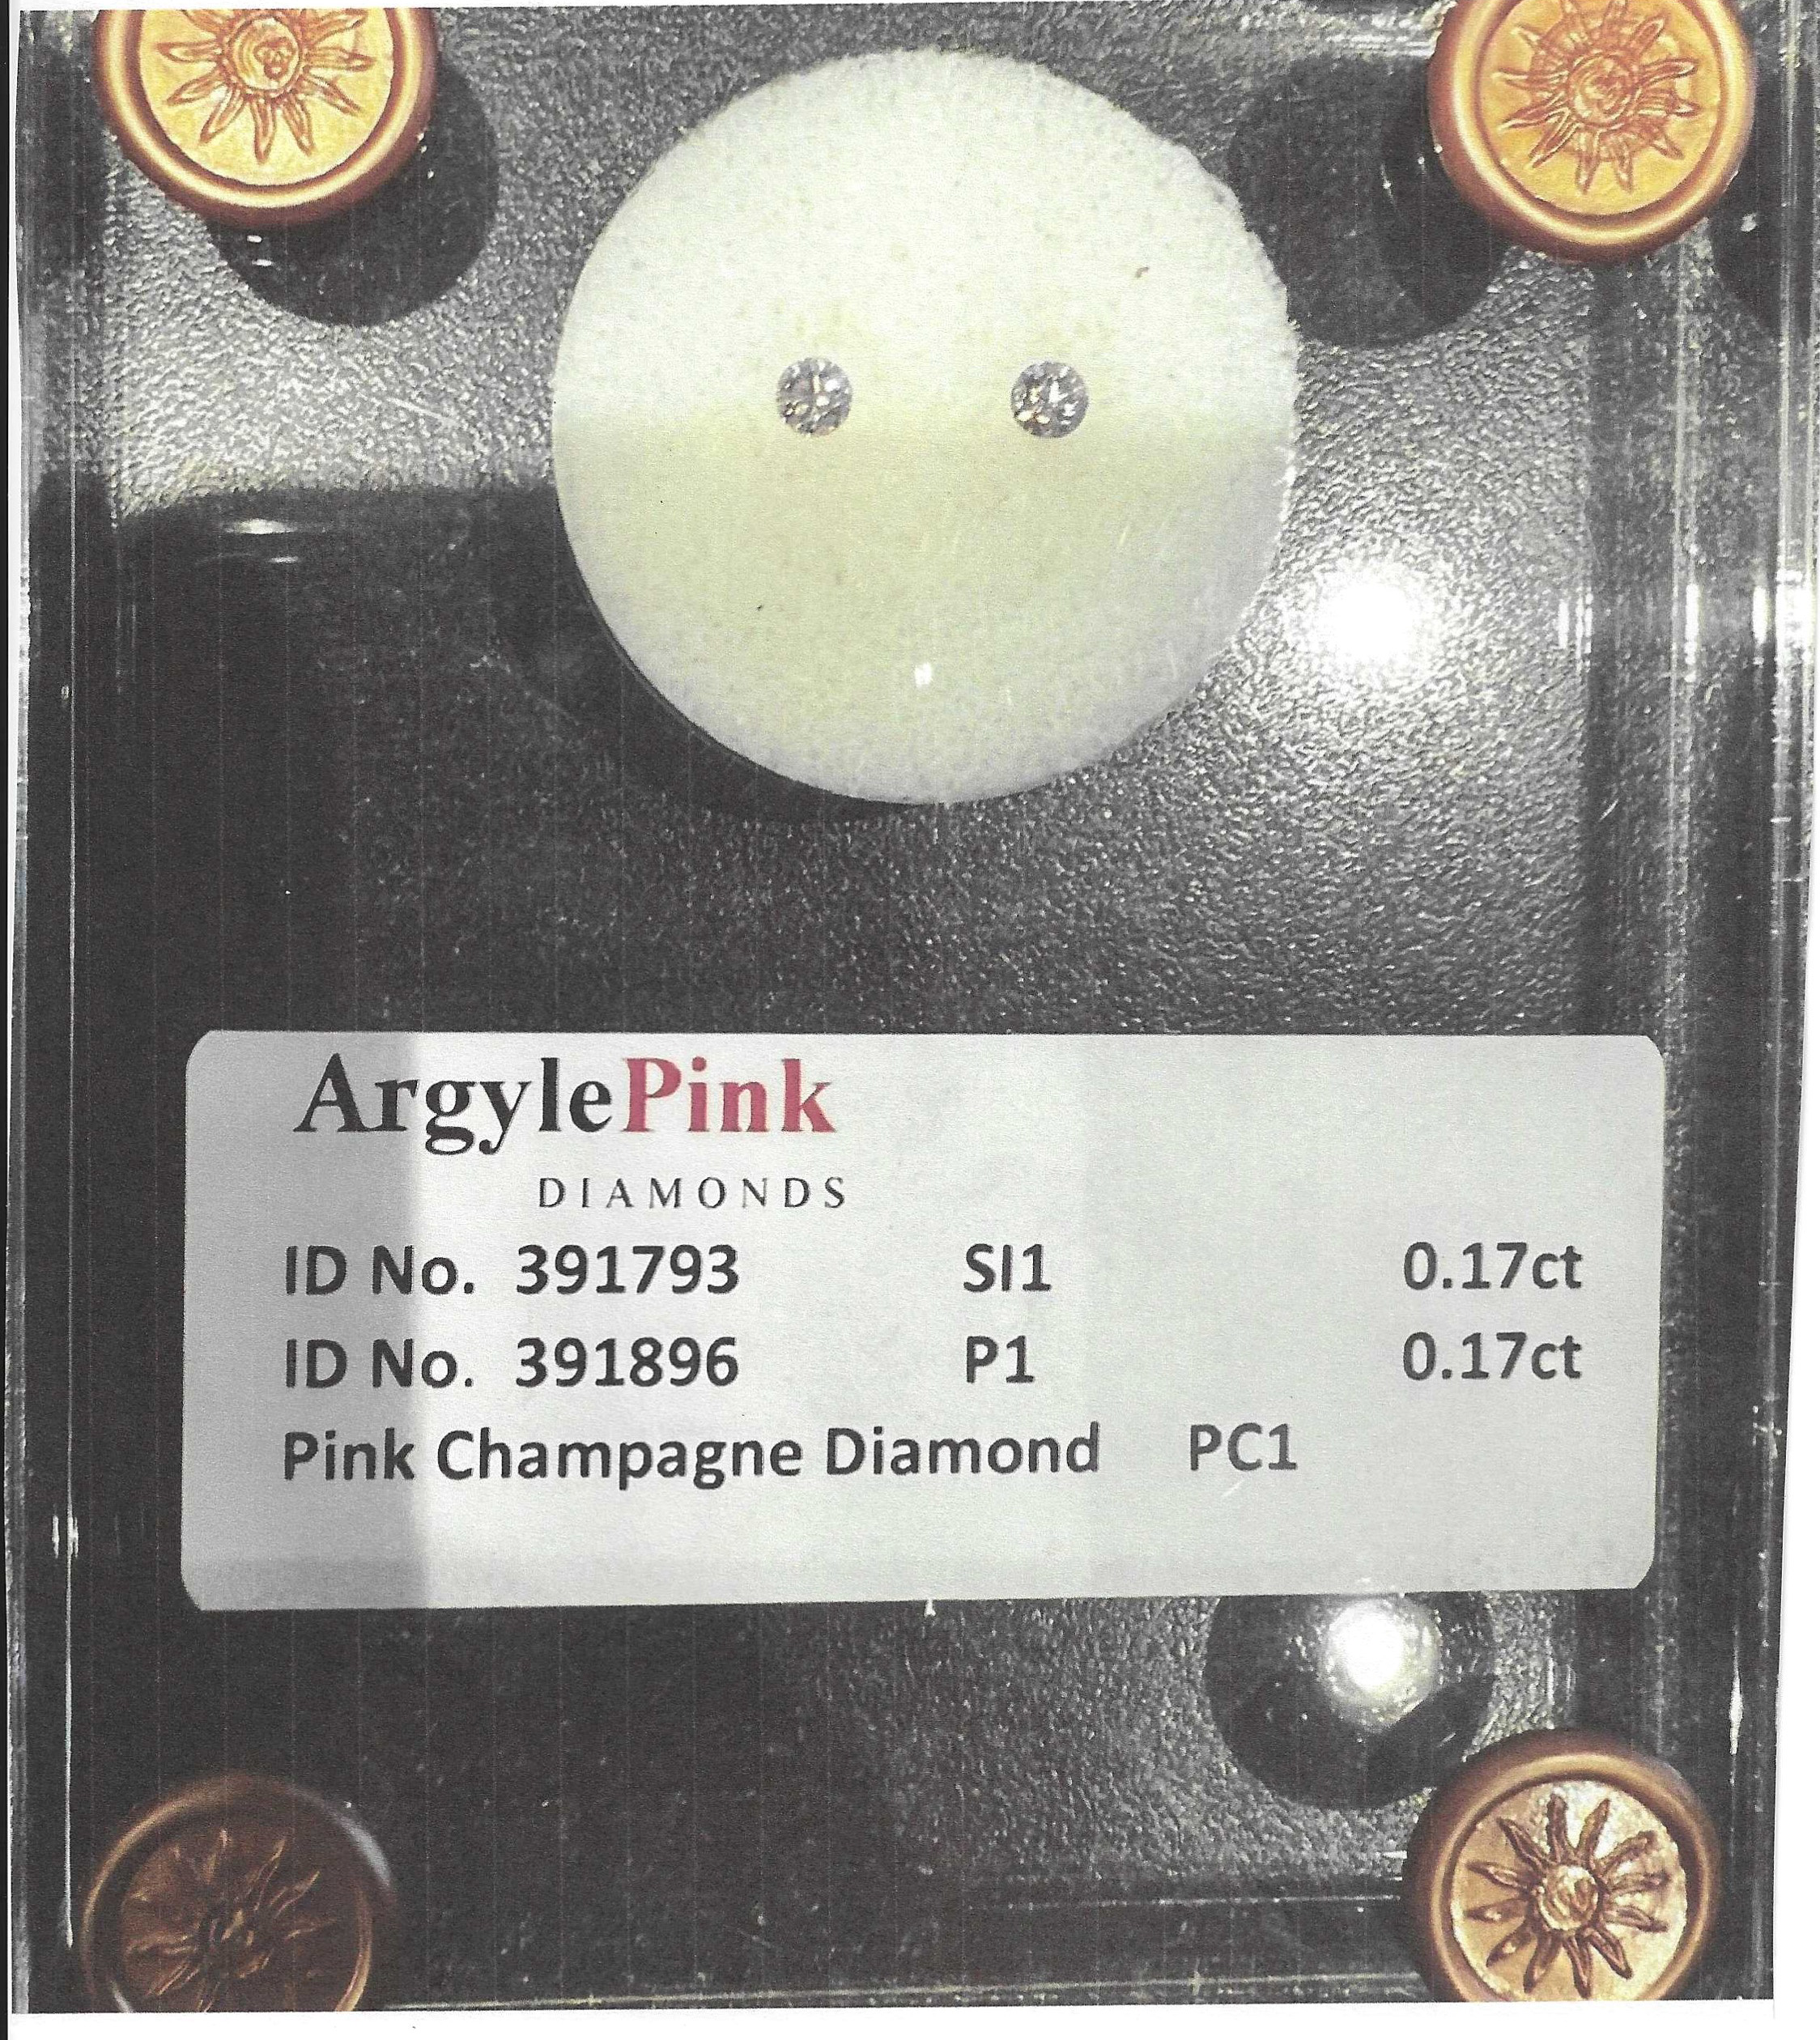 ArgylePink
DIAMONDS
ID No. 391793 SI1 0.17ct
ID No. 391896 P1 0.17ct
Pink Champagne Diamond PC1